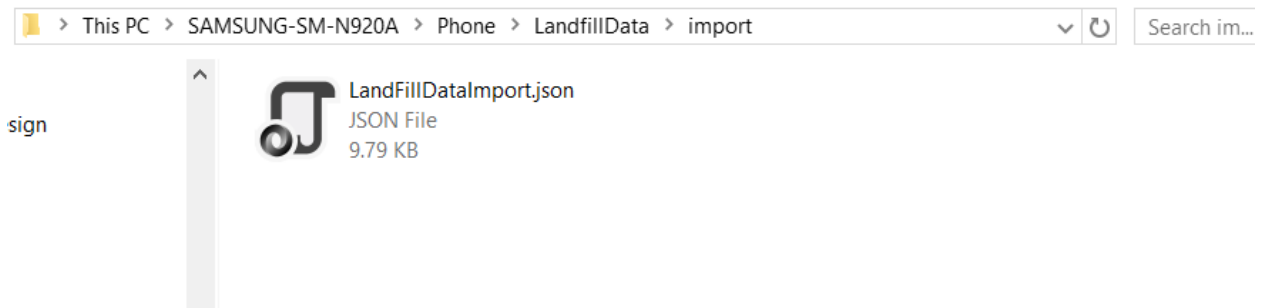 This PC > SAMSUNG-SM-N920A > Phone > LandfillData > import
Search im...
sign
LandFillDataImport.json
JSON File
9.79 KB